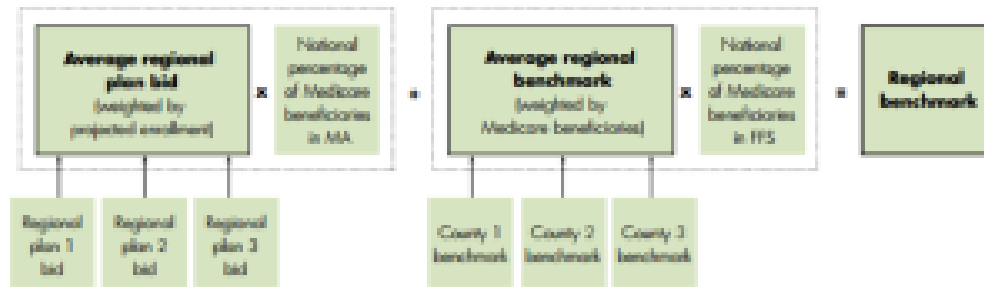 Average regional
plan bid
(weighted by
projected enrollment)
x
National
percentage
of Medicare
beneficiaries
in MA
Average regional
benchmark
(weighted by
Medicare beneficiaries)
x
National
percentage
of Medicare
beneficiaries
in FFS
=
Regional
benchmark
Regional
plan 1
bid
Regional
plan 2
bid
Regional
plan 3
bid
County 1
benchmark
County 2
benchmark
County 3
benchmark